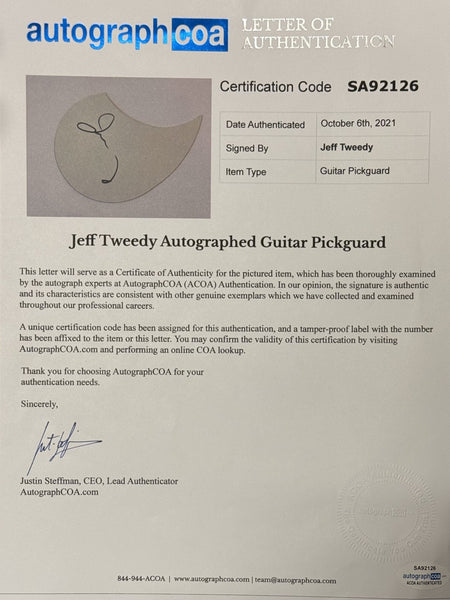 autographcoa
LETTER OF
AUTHENTICATION
Certification Code SA92126
Date Authenticated October 6th, 2021
Signed By Jeff Tweedy
Item Type Guitar Pickguard
Jeff Tweedy Autographed Guitar Pickguard
This letter will serve as a Certificate of Authenticity for the pictured item, which has been thoroughly examined
by the autograph experts at AutographCOA (ACOA) Authentication. In our opinion, the signature is authentic
and its characteristics are consistent with other genuine exemplars which we have collected and examined
throughout our professional careers.
A unique certification code has been assigned for this authentication, and a tamper-proof label with the number
has been affixed to the item or this letter. You may confirm the validity of this certification by visiting
AutographCOA.com and performing an online COA lookup.
Thank you for choosing AutographCOA for your
authentication needs.
Sincerely,
Justin Steffman, CEO, Lead Authenticator
AutographCOA.com
SA92126
autographcoa
ACOA AUTHENTICATED
844-944-ACOA | www.autographcoa.com | team@autographcoa.com